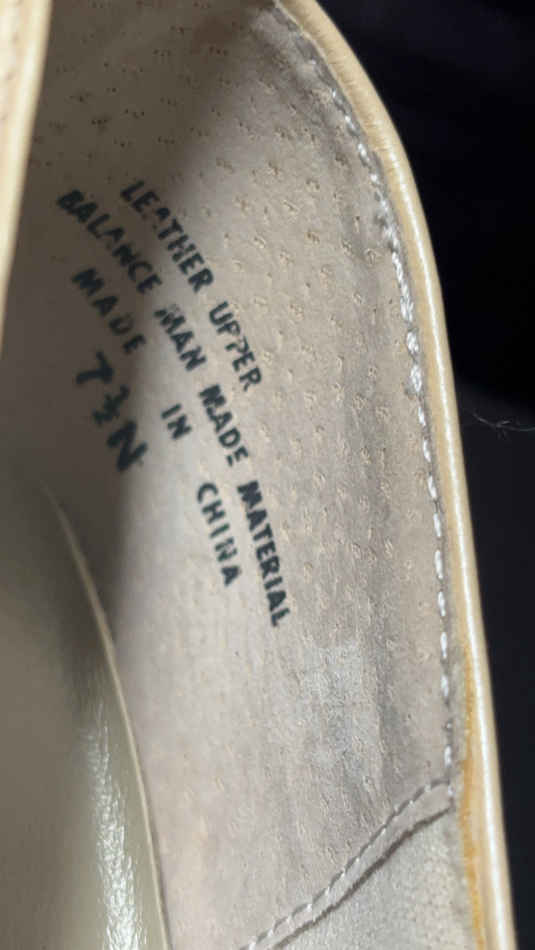 LEATHER UPPER
BALANCE MAN MADE MATERIAL
MADE IN CHINA
7½N